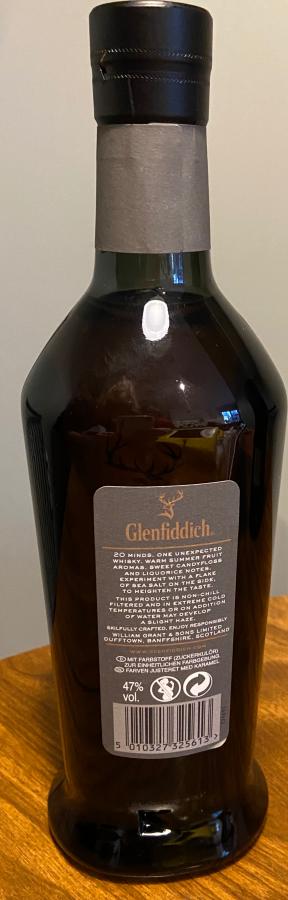 Glenfiddich
20 MINDS. ONE UNEXPECTED
WHISKY. WARM SUMMER FRUIT
AROMAS, SWEET CANDYFLOSS
AND LIQUORICE NOTES.
EXPERIMENT WITH A FLAKE
OF SEA SALT ON THE SIDE,
TO HEIGHTEN THE TASTE.
THIS PRODUCT IS NON-CHILL
FILTERED AND IN EXTREME COLD
TEMPERATURES OR ON ADDITION
OF WATER MAY DEVELOP
A SLIGHT HAZE.
SKILFULLY CRAFTED. ENJOY RESPONSIBLY
WILLIAM GRANT & SONS LIMITED
DUFFTOWN, BANFFSHIRE, SCOTLAND
WWW.GLENFIDDICH.COM
MIT FARBSTOFF (ZUCKERKULÖR)
ZUR EINHEITLICHEN FARBGEBUNG
FARVEN JUSTERET MED KARAMEL
47%
vol.
5 010327 325613 >